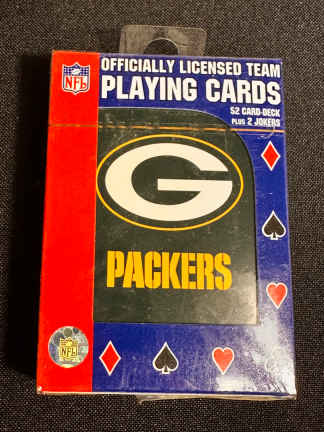 OFFICIALLY LICENSED TEAM
NFL
PLAYING CARDS
52 CARD-DECK
PLUS 2 JOKERS
G
PACKERS
NFL